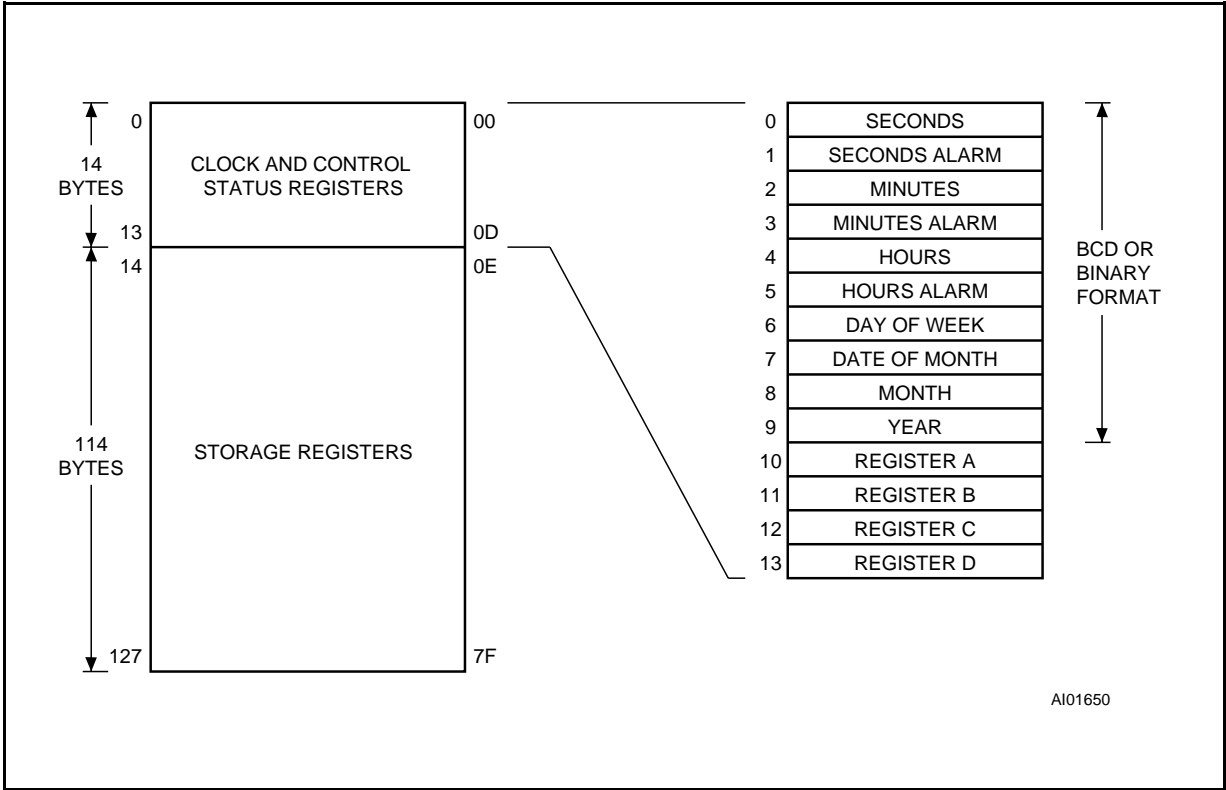 0
00
14
BYTES
CLOCK AND CONTROL
STATUS REGISTERS
13
0D
14
0E
114
BYTES
STORAGE REGISTERS
127
7F
0 SECONDS
1 SECONDS ALARM
2 MINUTES
3 MINUTES ALARM
4 HOURS
5 HOURS ALARM
6 DAY OF WEEK
7 DATE OF MONTH
8 MONTH
9 YEAR
10 REGISTER A
11 REGISTER B
12 REGISTER C
13 REGISTER D
BCD OR
BINARY
FORMAT
AI01650